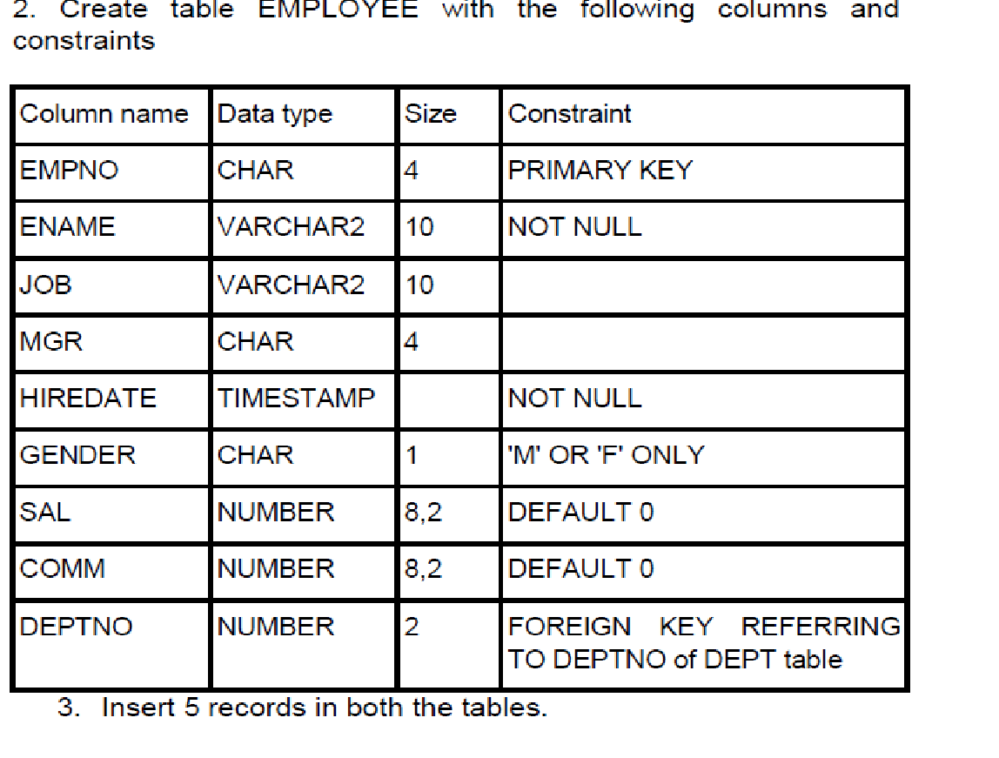 2. Create table EMPLOYEE with the following columns and
constraints
Column name Data type Size Constraint
EMPNO CHAR 4 PRIMARY KEY
ENAME VARCHAR2 10 NOT NULL
JOB VARCHAR2 10
MGR CHAR 4
HIREDATE TIMESTAMP NOT NULL
GENDER CHAR 1 'M' OR 'F' ONLY
SAL NUMBER 8,2 DEFAULT 0
COMM NUMBER 8,2 DEFAULT 0
DEPTNO NUMBER 2 FOREIGN KEY REFERRING
TO DEPTNO of DEPT table
3. Insert 5 records in both the tables.